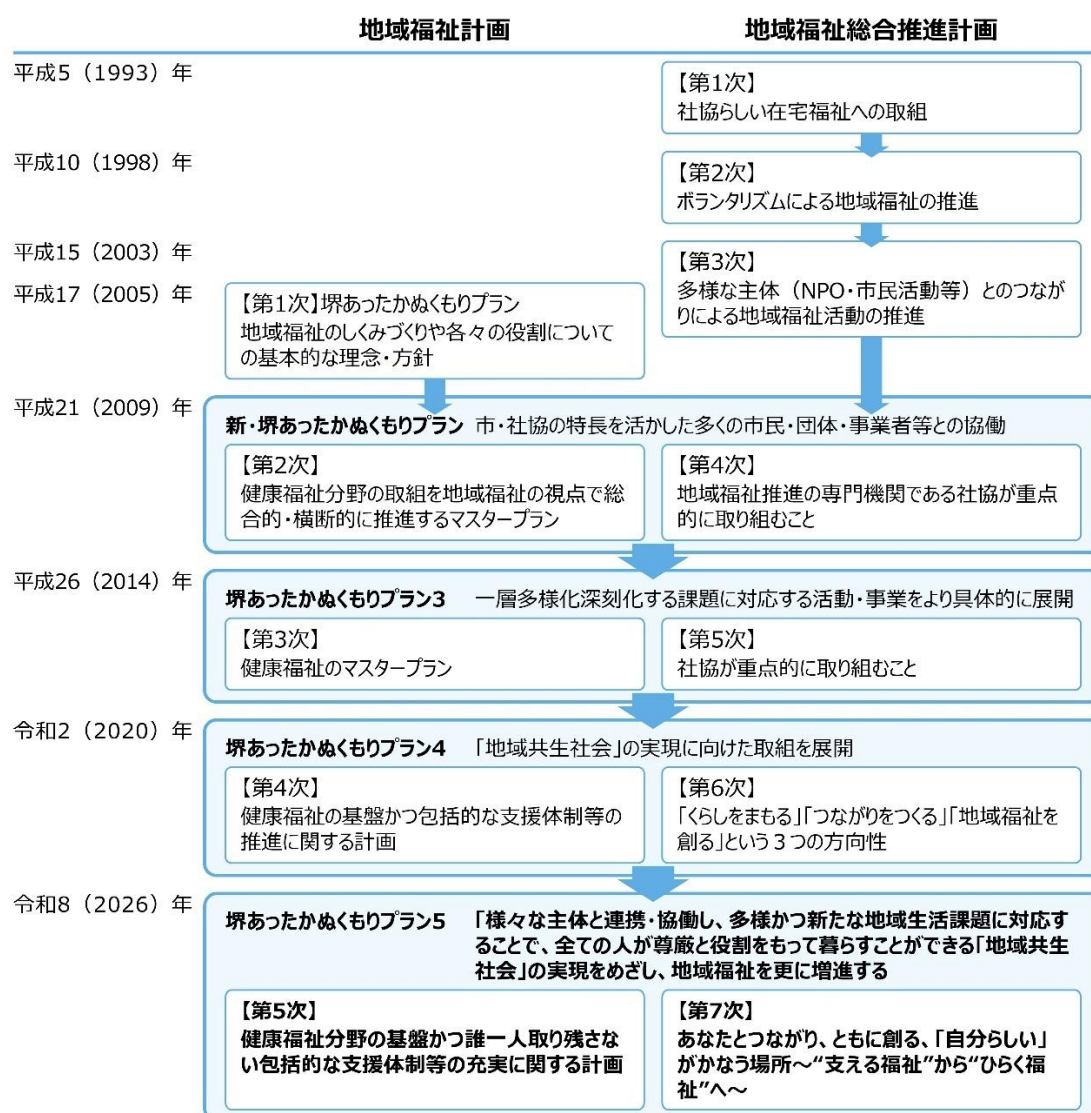 地域福祉計画
地域福祉総合推進計画
平成5（1993）年
【第1次】
社協らしい在宅福祉への取組
平成10（1998）年
【第2次】
ボランタリズムによる地域福祉の推進
平成15（2003）年
【第3次】
多様な主体（NPO・市民活動等）とのつなが
りによる地域福祉活動の推進
平成17（2005）年
【第1次】堺あったかぬくもりプラン
地域福祉のしくみづくりや各々の役割について
の基本的な理念・方針
平成21（2009）年
新・堺あったかぬくもりプラン 市・社協の特長を活かした多くの市民・団体・事業者等との協働
【第2次】
健康福祉分野の取組を地域福祉の視点で総
合的・横断的に推進するマスタープラン
【第4次】
地域福祉推進の専門機関である社協が重点
的に取り組むこと
平成26（2014）年
堺あったかぬくもりプラン3 一層多様化深刻化する課題に対応する活動・事業をより具体的に展開
【第3次】
健康福祉のマスタープラン
【第5次】
社協が重点的に取り組むこと
令和2（2020）年
堺あったかぬくもりプラン4 「地域共生社会」の実現に向けた取組を展開
【第4次】
健康福祉の基盤かつ包括的な支援体制等の
推進に関する計画
【第6次】
「くらしをまもる」「つながりをつくる」「地域福祉を
創る」という３つの方向性
令和8（2026）年
堺あったかぬくもりプラン5 「様々な主体と連携・協働し、多様かつ新たな地域生活課題に対応す
ることで、全ての人が尊厳と役割をもって暮らすことができる「地域共生
社会」の実現をめざし、地域福祉を更に増進する
【第5次】
健康福祉分野の基盤かつ誰一人取り残さな
い包括的な支援体制等の充実に関する計画
【第7次】
あなたとつながり、ともに創る、「自分らしい」
がかなう場所～“支える福祉”から“ひらく福
祉”へ～